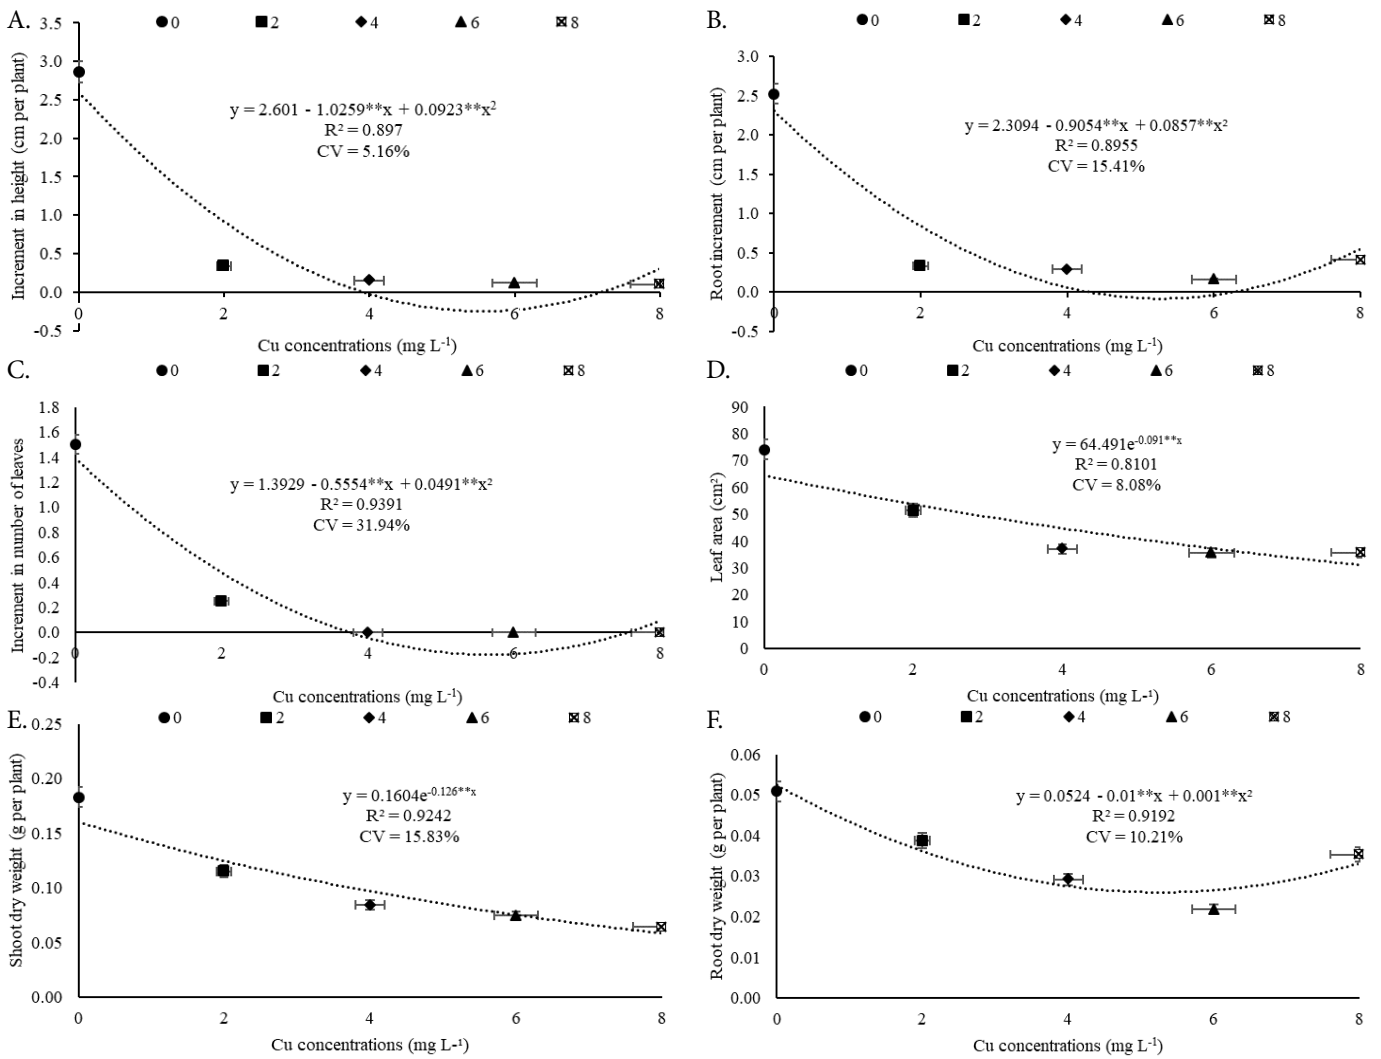 A.
0 2 4 6 8
3.5
3.0
2.5
2.0
1.5
1.0
0.5
0.0
-0.5
Increment in height (cm per plant)
y = 2.601 - 1.0259**x + 0.0923**x²
R² = 0.897
CV = 5.16%
0 2 4 6 8
Cu concentrations (mg L⁻¹)
B.
0 2 4 6 8
3.0
2.5
2.0
1.5
1.0
0.5
0.0
-0.5
Root increment (cm per plant)
y = 2.3094 - 0.9054**x + 0.0857**x²
R² = 0.8955
CV = 15.41%
0 2 4 6 8
Cu concentrations (mg L⁻¹)
C.
0 2 4 6 8
1.8
1.6
1.4
1.2
1.0
0.8
0.6
0.4
0.2
0.0
-0.2
-0.4
Increment in number of leaves
y = 1.3929 - 0.5554**x + 0.0491**x²
R² = 0.9391
CV = 31.94%
0 2 4 6 8
Cu concentrations (mg L⁻¹)
D.
0 2 4 6 8
90
80
70
60
50
40
30
20
10
0
Leaf area (cm²)
y = 64.491e⁻⁰·⁰⁹¹**ˣ
R² = 0.8101
CV = 8.08%
0 2 4 6 8
Cu concentrations (mg L-¹)
E.
0 2 4 6 8
0.25
0.20
0.15
0.10
0.05
0.00
Shoot dry weight (g per plant)
y = 0.1604e⁻⁰·¹²⁶**ˣ
R² = 0.9242
CV = 15.83%
0 2 4 6 8
Cu concentrations (mg L-¹)
F.
0 2 4 6 8
0.06
0.05
0.04
0.03
0.02
0.01
0.00
Root dry weight (g per plant)
y = 0.0524 - 0.01**x + 0.001**x²
R² = 0.9192
CV = 10.21%
0 2 4 6 8
Cu concentrations (mg L⁻¹)